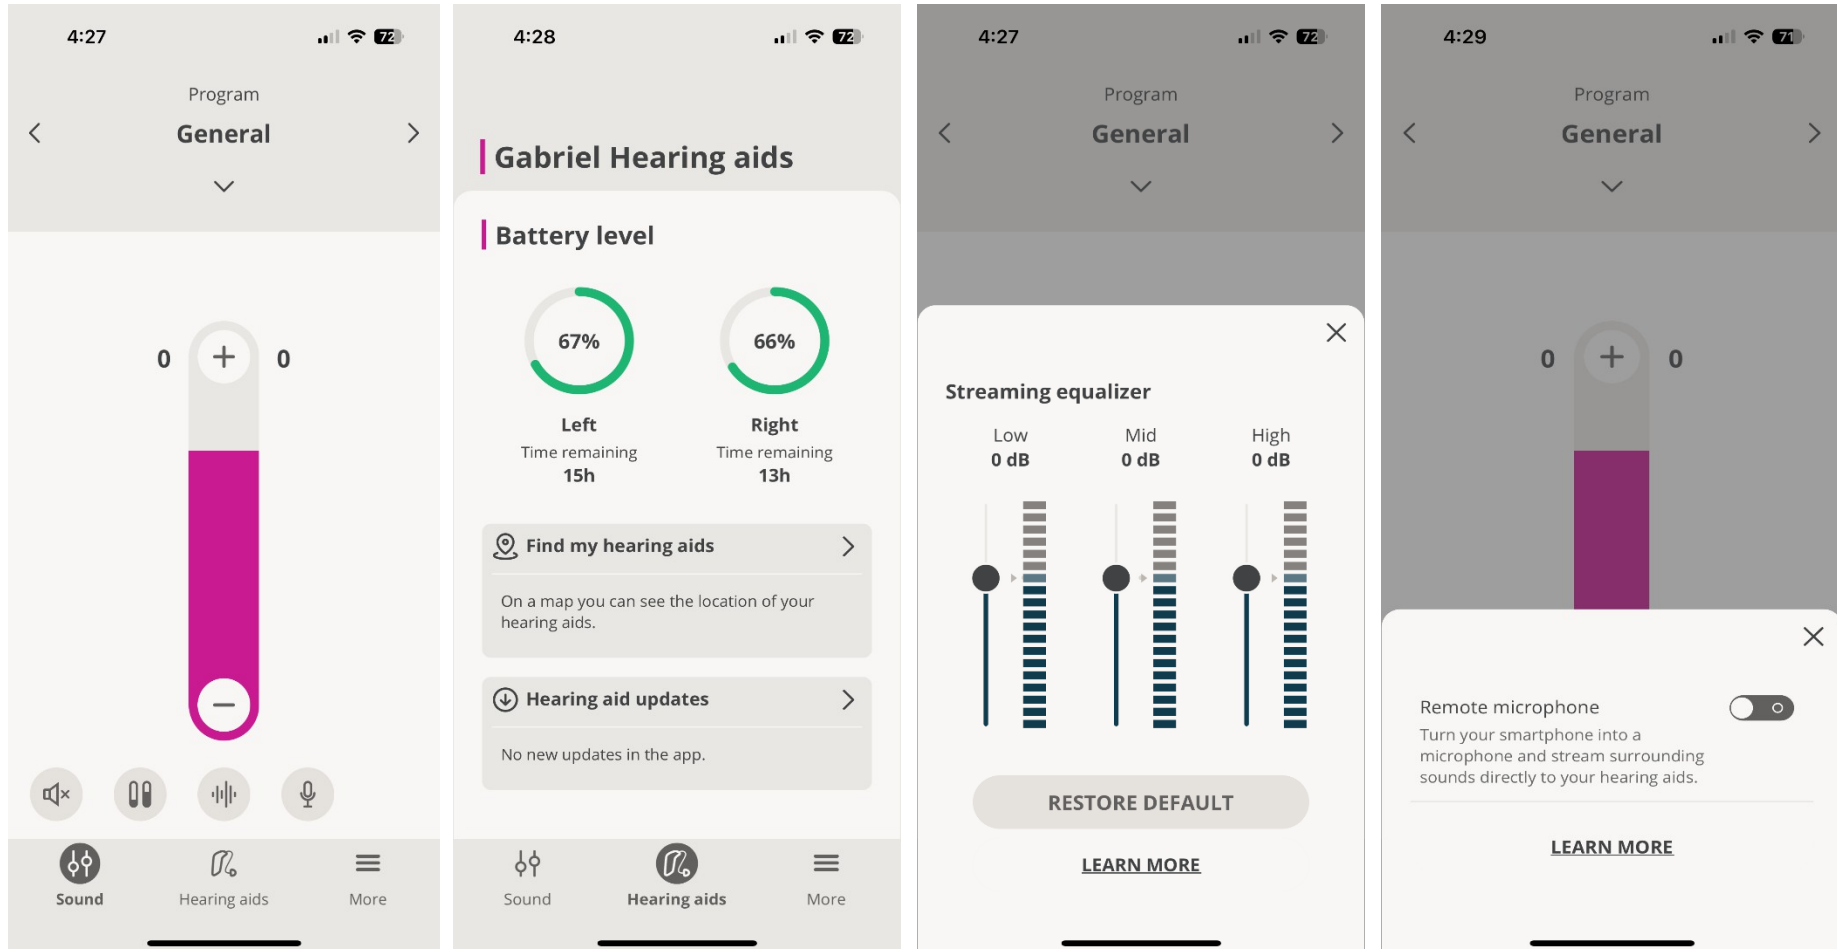 4:27
72
Program
General
0
0
Sound
Hearing aids
More
4:28
72
Gabriel Hearing aids
Battery level
67%
66%
Left
Right
Time remaining
Time remaining
15h
13h
Find my hearing aids
On a map you can see the location of your
hearing aids.
Hearing aid updates
No new updates in the app.
Sound
Hearing aids
More
4:27
72
Program
General
Streaming equalizer
Low
Mid
High
0 dB
0 dB
0 dB
RESTORE DEFAULT
LEARN MORE
4:29
71
Program
General
0
0
Remote microphone
Turn your smartphone into a
microphone and stream surrounding
sounds directly to your hearing aids.
LEARN MORE